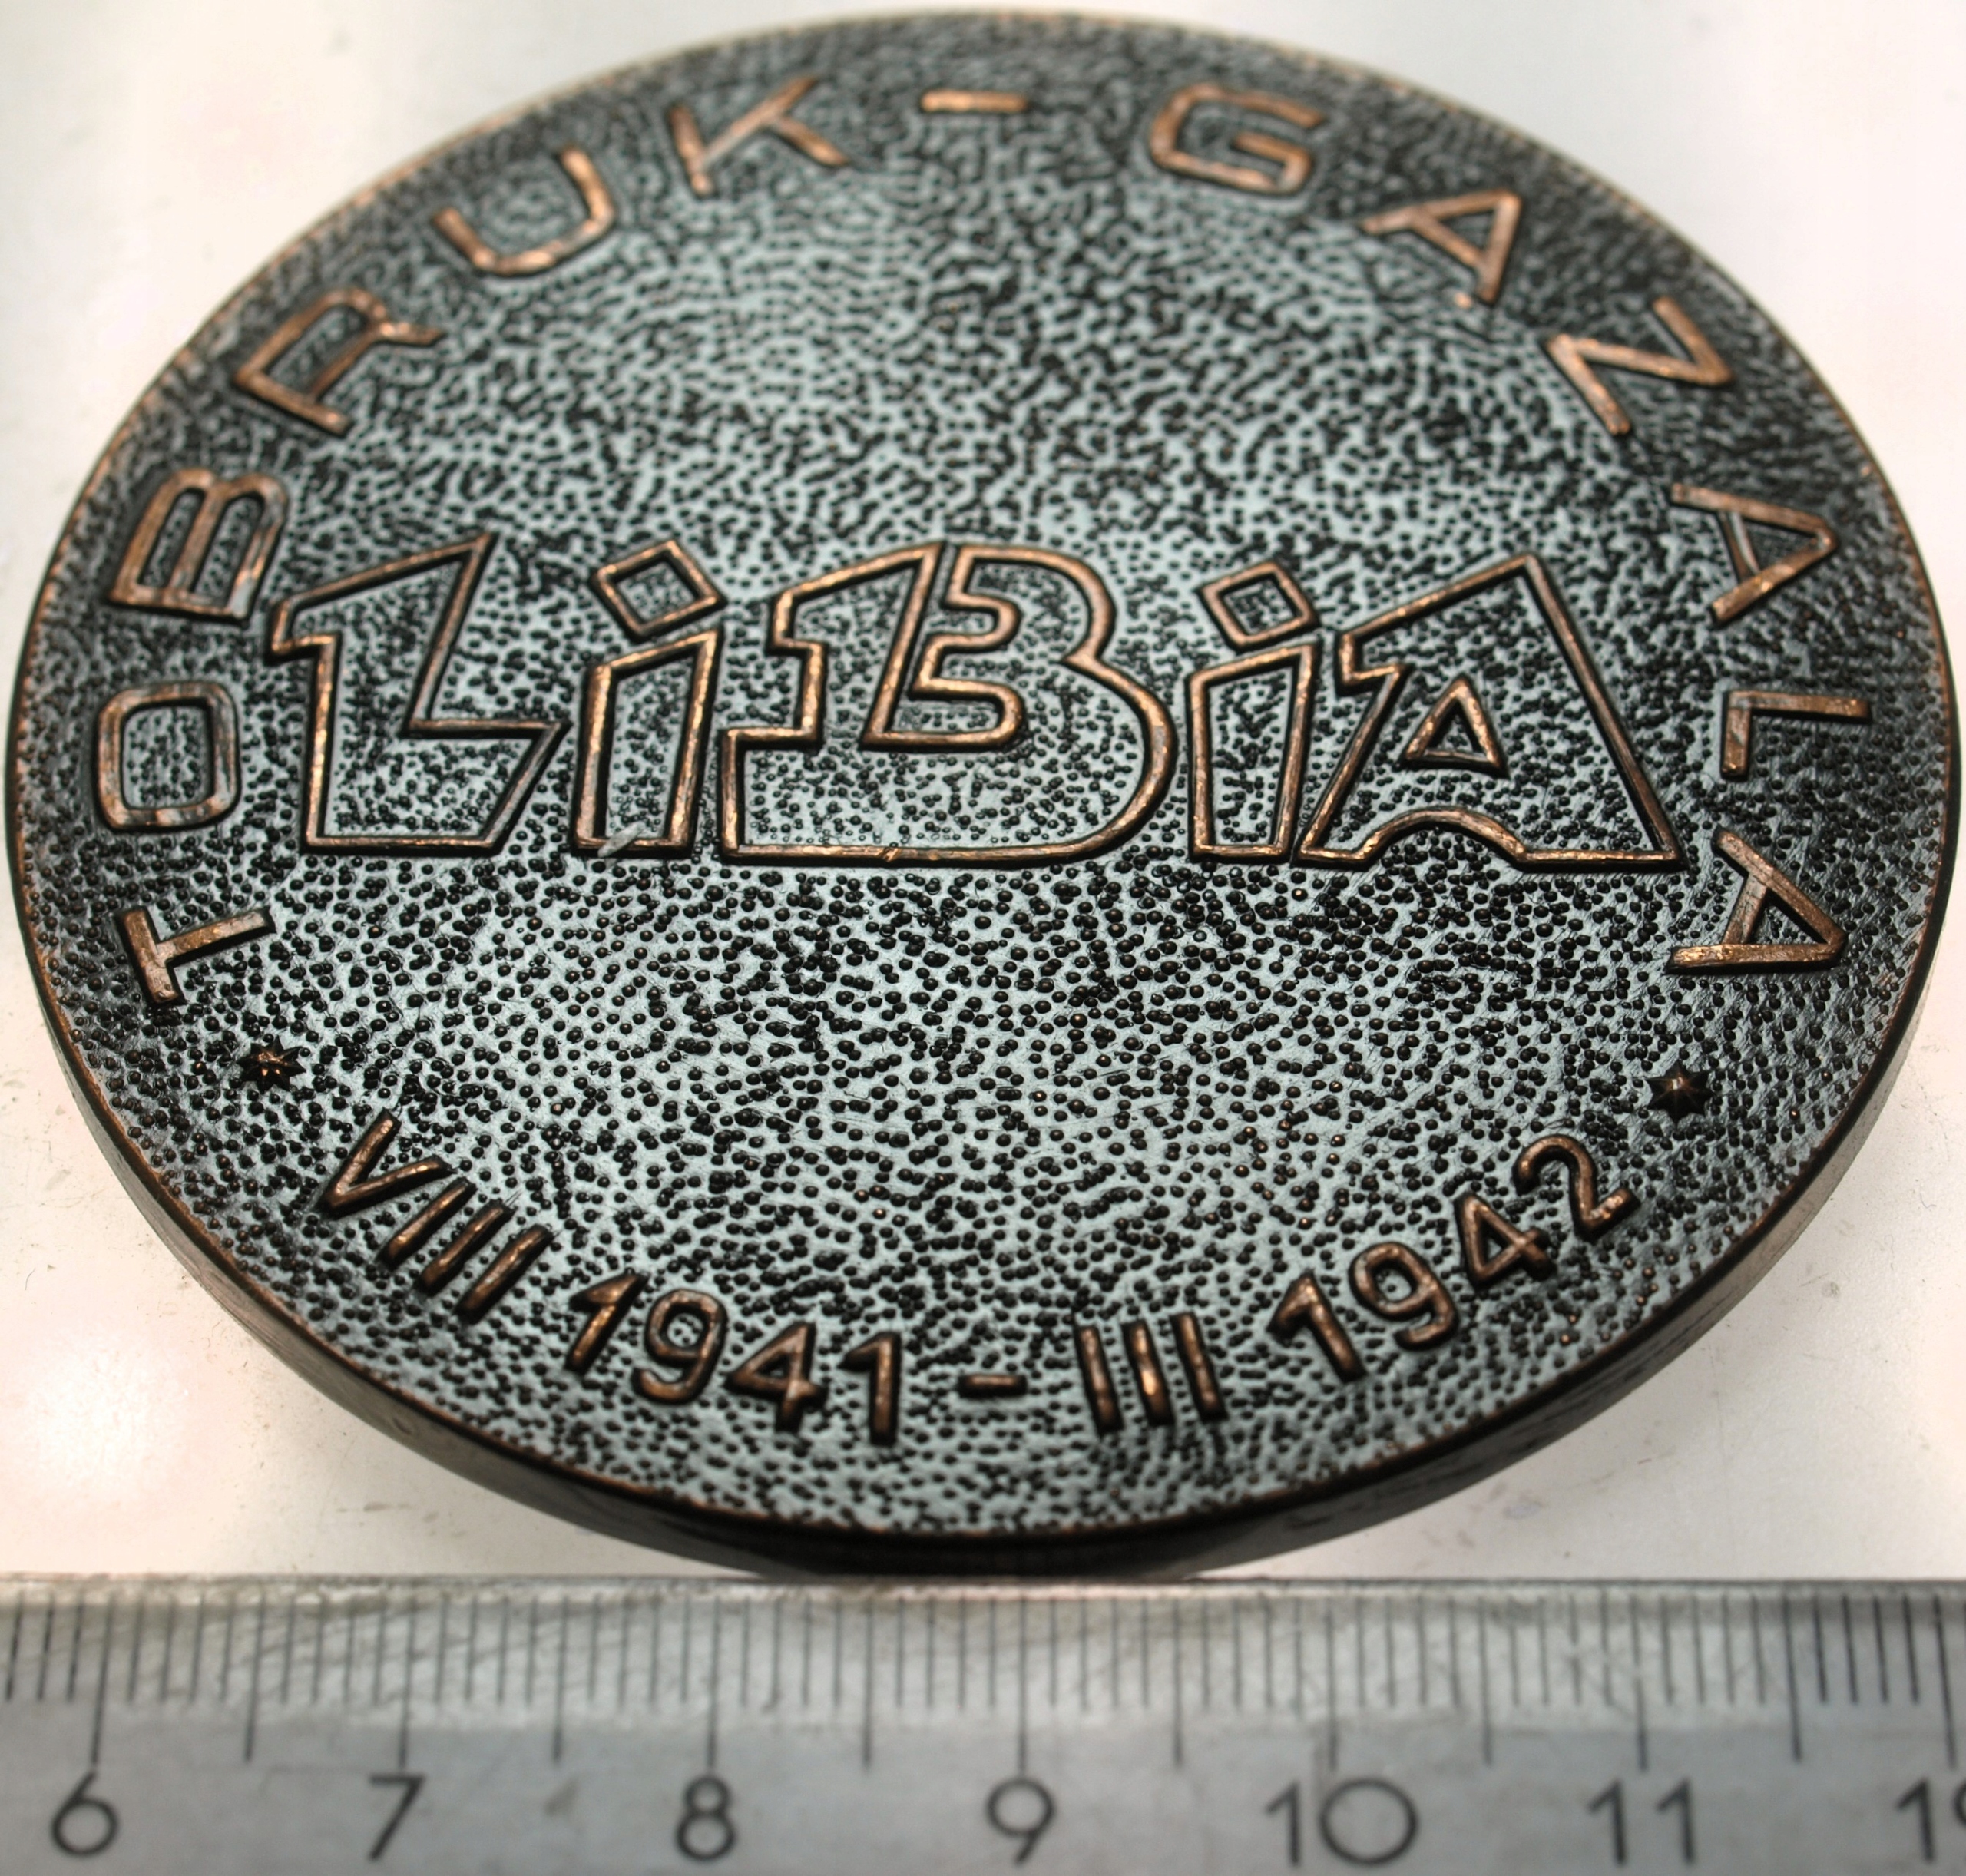 TOBRUK - GAZALA
LiBiA
VIII 1941 - III 1942
6 7 8 9 10 11